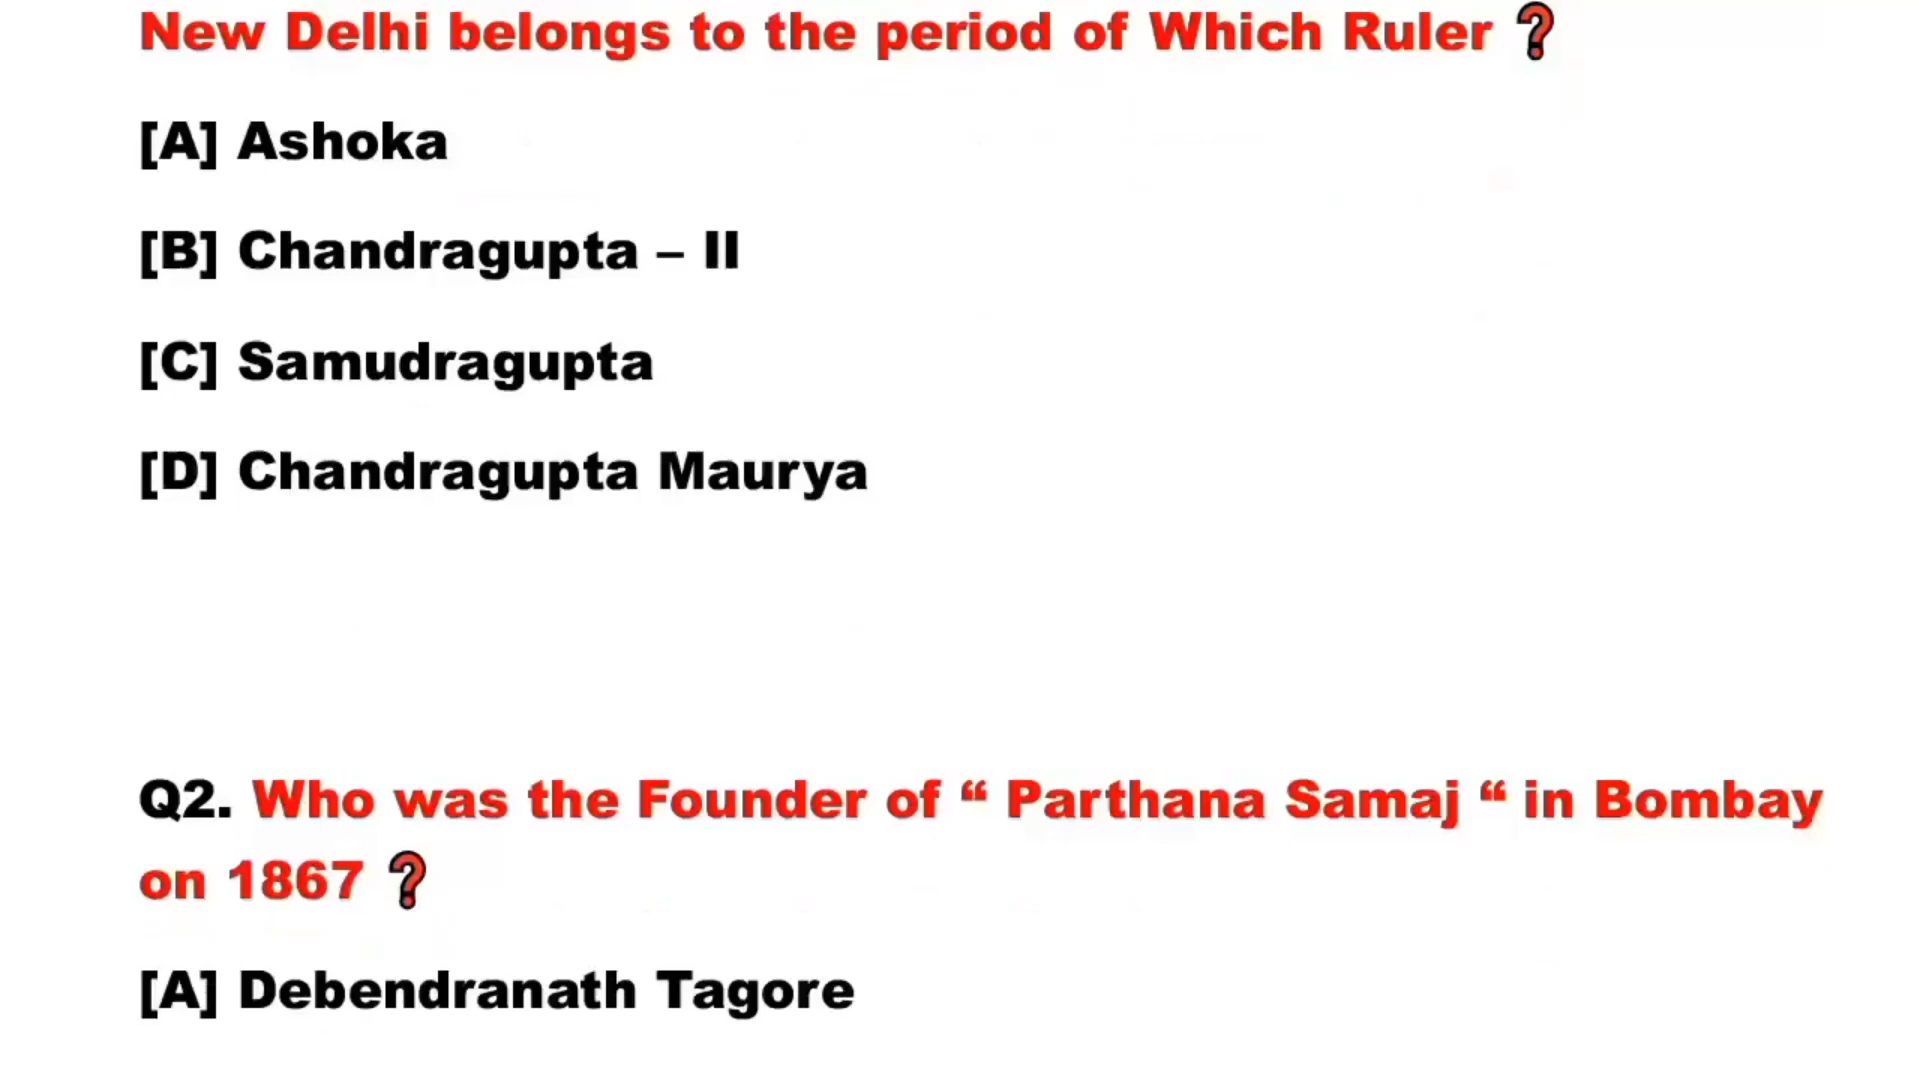 New Delhi belongs to the period of Which Ruler ❓
[A] Ashoka
[B] Chandragupta – II
[C] Samudragupta
[D] Chandragupta Maurya
Q2. Who was the Founder of “ Parthana Samaj “ in Bombay
on 1867 ❓
[A] Debendranath Tagore